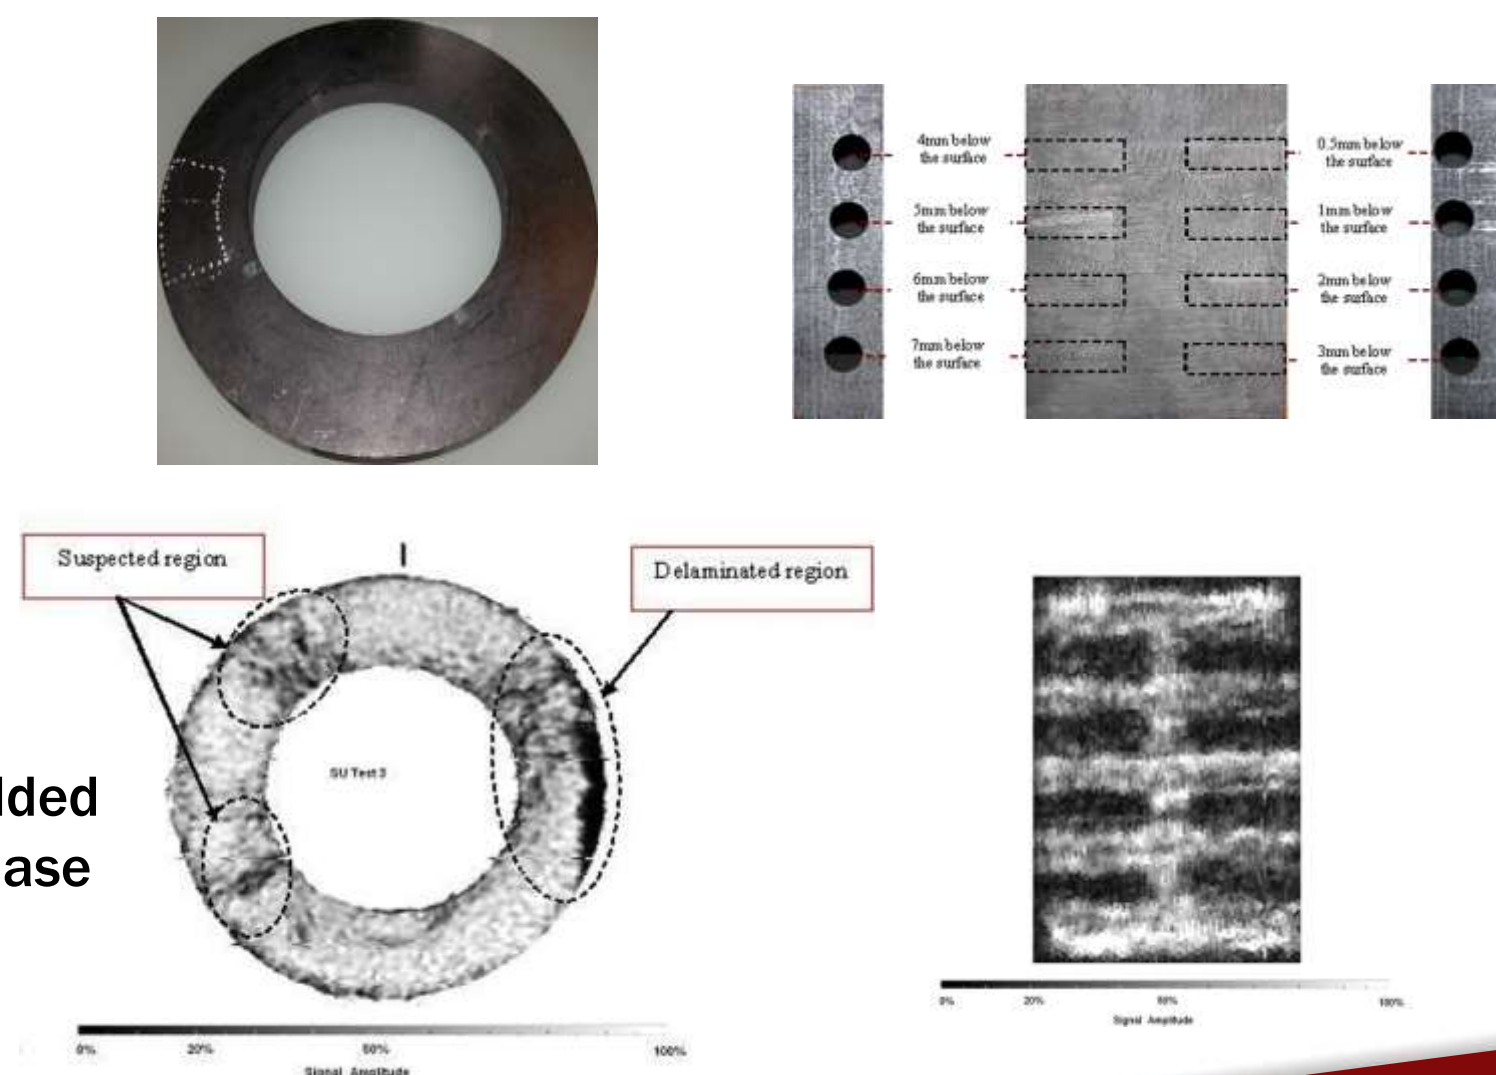 4mm below
the surface
5mm below
the surface
6mm below
the surface
7mm below
the surface
0.5mm below
the surface
1mm below
the surface
2mm below
the surface
3mm below
the surface
Suspected region
Delaminated region
SU Test 3
lded
ase
0% 20% 50% 100%
Signal Amplitude
0% 20% 50% 100%
Signal Amplitude